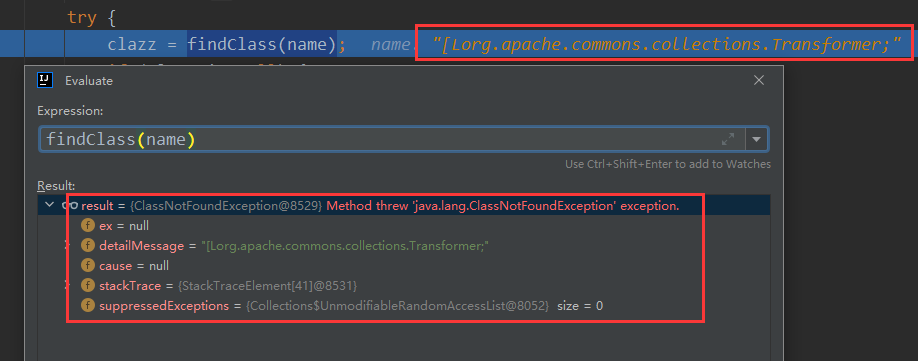 try {
clazz = findClass(name); name: "[Lorg.apache.commons.collections.Transformer;"
Evaluate
Expression:
findClass(name)
Use Ctrl+Shift+Enter to add to Watches
Result:
result = {ClassNotFoundException@8529} Method threw 'java.lang.ClassNotFoundException' exception.
ex = null
detailMessage = "[Lorg.apache.commons.collections.Transformer;"
cause = null
stackTrace = {StackTraceElement[41]@8531}
suppressedExceptions = {Collections$UnmodifiableRandomAccessList@8052} size = 0